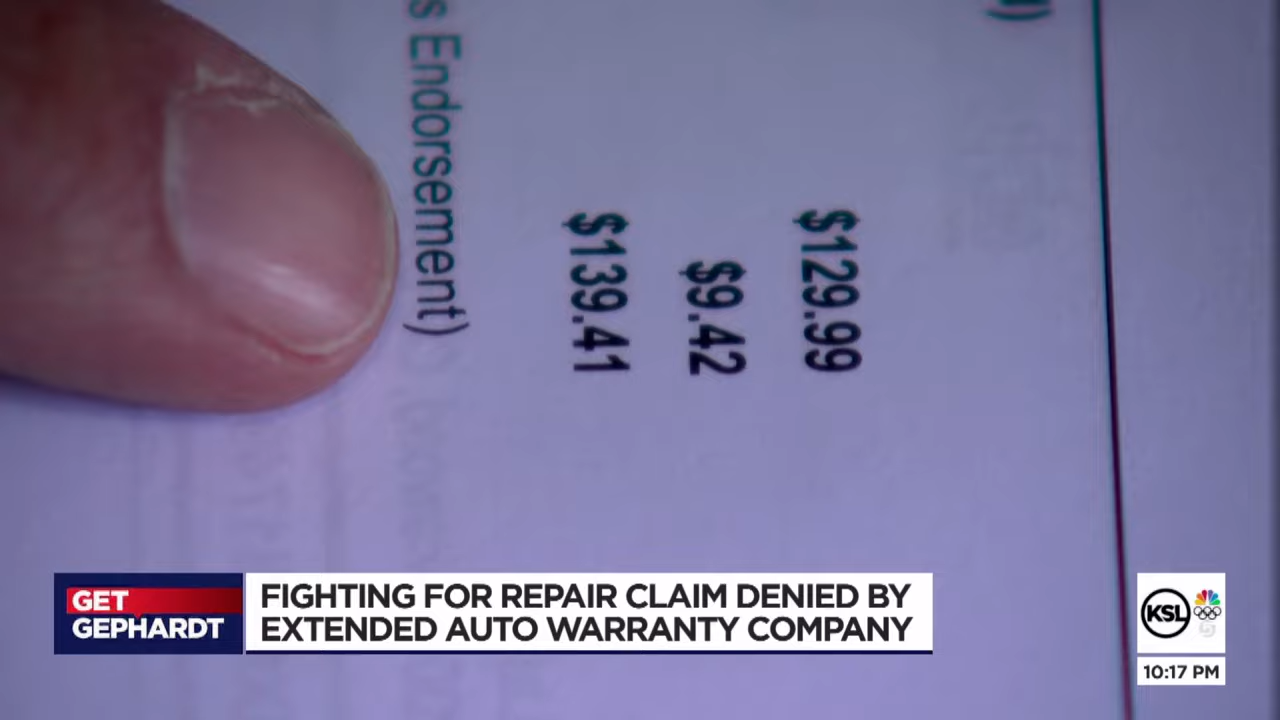 s Endorsement)
$129.99
$9.42
$139.41
GET
GEPHARDT
FIGHTING FOR REPAIR CLAIM DENIED BY
EXTENDED AUTO WARRANTY COMPANY
KSL
10:17 PM